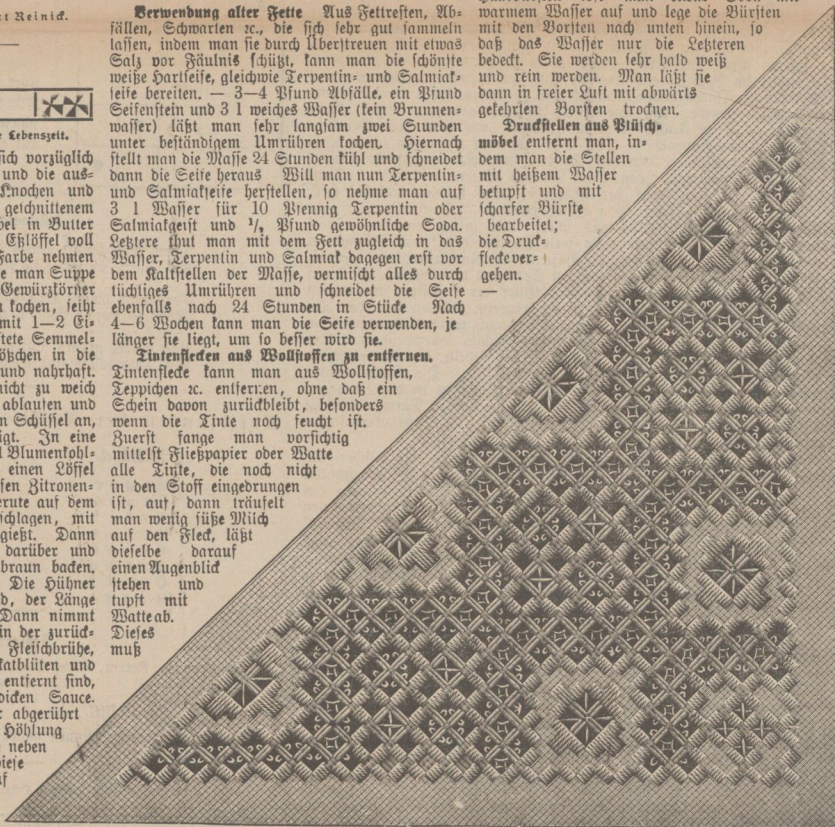 t Reinick.
e Lebenszeit.
sich vorzüglich
und die aus-
Knochen und
geschnittenem
bel in Butter
Eßlöffel voll
Farbe nehmen
e man Suppe
Gewürzkörner
n kochen, seiht
mit 1—2 Ei-
stete Semmel-
ößchen in die
und nahrhaft.
nicht zu weich
ablaufen und
n Schüssel an,
igt. In eine
l Blumenkohl-
einen Löffel
fen Zitronen-
erute auf dem
schlagen, mit
gießt. Dann
darüber und
braun backen.
Die Hühner
d, der Länge
Dann nimmt
in der zurück-
Fleischbrühe,
katblüten und
entfernt sind,
dicken Sauce.
abgerührt
Höhlung
neben
iese
f
Verwendung alter Fette Aus Fettresten, Ab-
fällen, Schwarten ꝛc., die sich sehr gut sammeln
lassen, indem man sie durch Überstreuen mit etwas
Salz vor Fäulnis schützt, kann man die schönste
weiße Hartseife, gleichwie Terpentin- und Salmiak-
seife bereiten. — 3—4 Pfund Abfälle, ein Pfund
Seifenstein und 3 l weiches Wasser (kein Brunnen-
wasser) läßt man sehr langsam zwei Stunden
unter beständigem Umrühren kochen. Hiernach
stellt man die Masse 24 Stunden kühl und schneidet
dann die Seife heraus Will man nun Terpentin-
und Salmiakseife herstellen, so nehme man auf
3 l Wasser für 10 Pfennig Terpentin oder
Salmiakgeist und Pfund gewöhnliche Soda.
Letztere thut man mit dem Fett zugleich in das
Wasser, Terpentin und Salmiak dagegen erst vor
dem Kaltstellen der Masse, vermischt alles durch
tüchtiges Umrühren und schneidet die Seife
ebenfalls nach 24 Stunden in Stücke Nach
4—6 Wochen kann man die Seife verwenden, je
länger sie liegt, um so besser wird sie.
Tintenflecken aus Wollstoffen zu entfernen.
Tintenflecke kann man aus Wollstoffen,
Teppichen ꝛc. entfernen, ohne daß ein
Schein davon zurückbleibt, besonders
wenn die Tinte noch feucht ist.
Zuerst fange man vorsichtig
mittelst Fließpapier oder Watte
alle Tinte, die noch nicht
in den Stoff eingedrungen
ist, auf, dann träufelt
man wenig süße Milch
auf den Fleck, läßt
dieselbe darauf
einen Augenblick
stehen und
tupft mit
Watte ab.
Dieses
muß
warmem Wasser auf und lege die Bürsten
mit den Borsten nach unten hinein, so
daß das Wasser nur die Letzteren
bedeckt. Sie werden sehr bald weiß
und rein werden. Man läßt sie
dann in freier Luft mit abwärts
gekehrten Borsten trocknen.
Druckstellen aus Plüsch-
möbel entfernt man, in-
dem man die Stellen
mit heißem Wasser
betupft und mit
scharfer Bürste
bearbeitet;
die Druck-
flecke ver-
gehen.
—